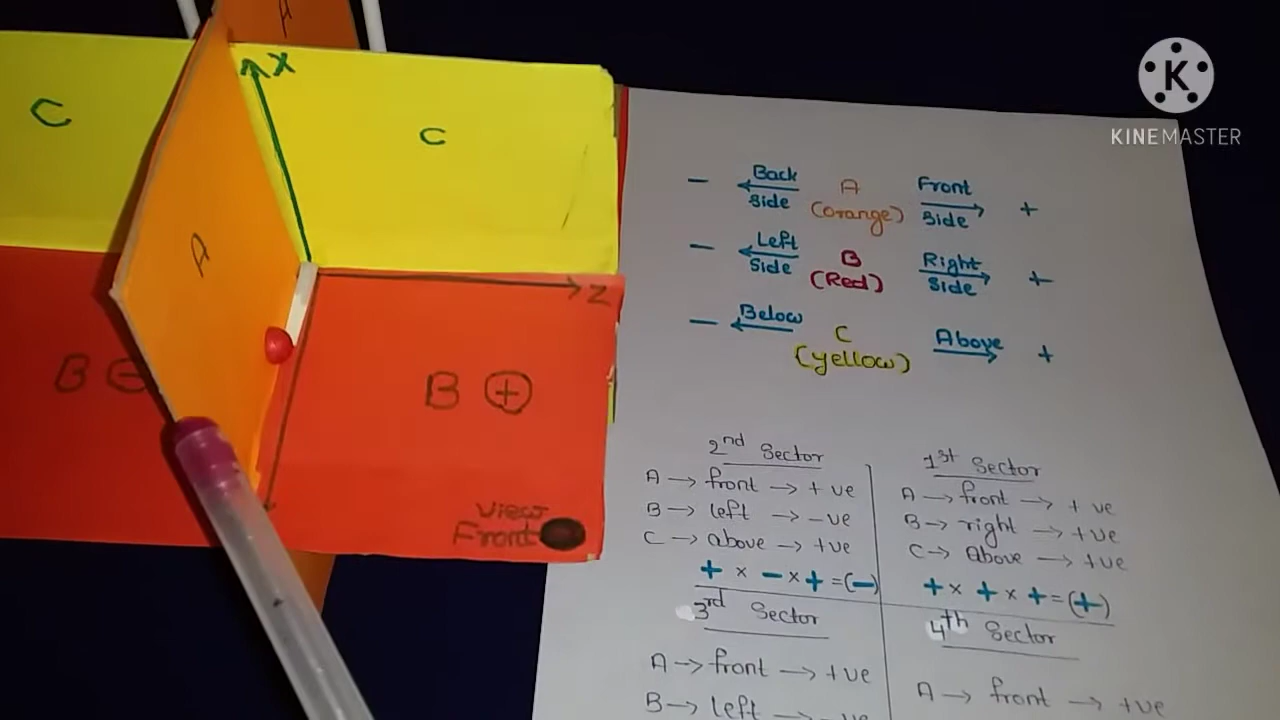 A
X
C
C
A
Z
B ⊖
B ⊕
View
Front
K
KINEMASTER
− Back Side A (Orange) Front Side +
− Left Side B (Red) Right Side +
− Below C (yellow) Above +
2nd Sector
A → front → + ve
B → left → − ve
C → above → +ve
+ × − × + = (−)
1st Sector
A → front → + ve
B → right → +ve
C → Above → +ve
+ × + × + = (+)
3rd Sector
A → front → +ve
B → left → − ve
4th Sector
A → front → +ve